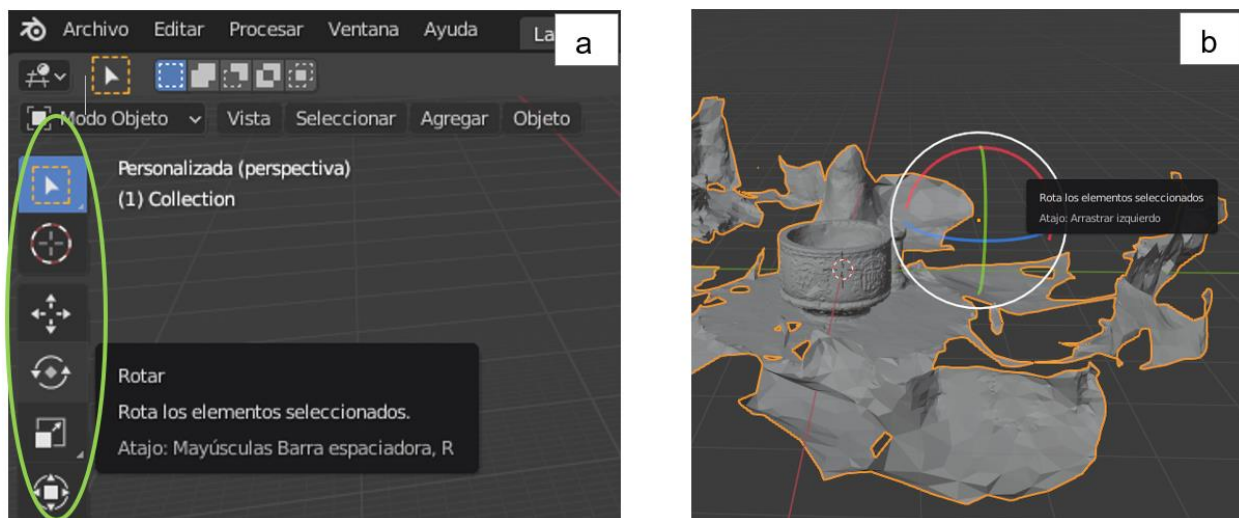 Archivo Editar Procesar Ventana Ayuda La
a
Modo Objeto Vista Seleccionar Agregar Objeto
Personalizada (perspectiva)
(1) Collection
Rotar
Rota los elementos seleccionados.
Atajo: Mayúsculas Barra espaciadora, R
b
Rota los elementos seleccionados
Atajo: Arrastrar izquierdo